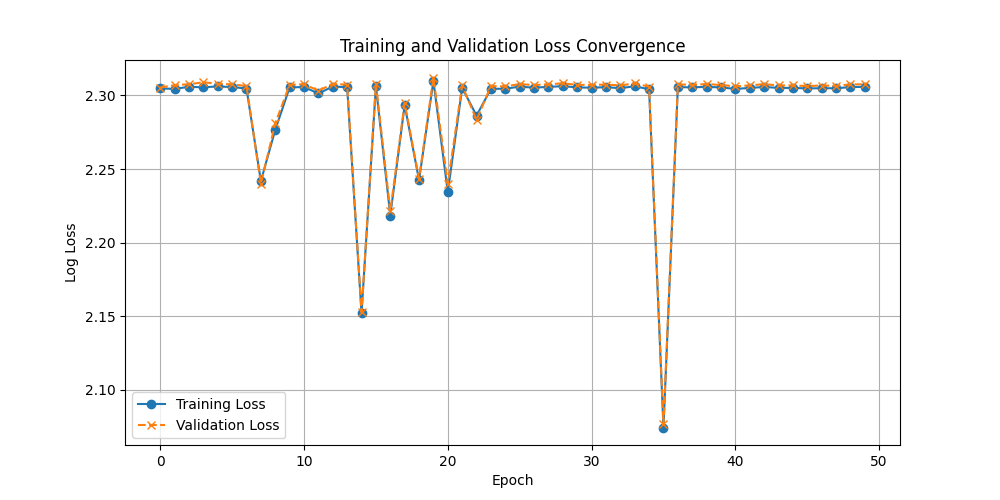 Training and Validation Loss Convergence
Log Loss
2.30
2.25
2.20
2.15
2.10
Training Loss
Validation Loss
0 10 20 30 40 50
Epoch